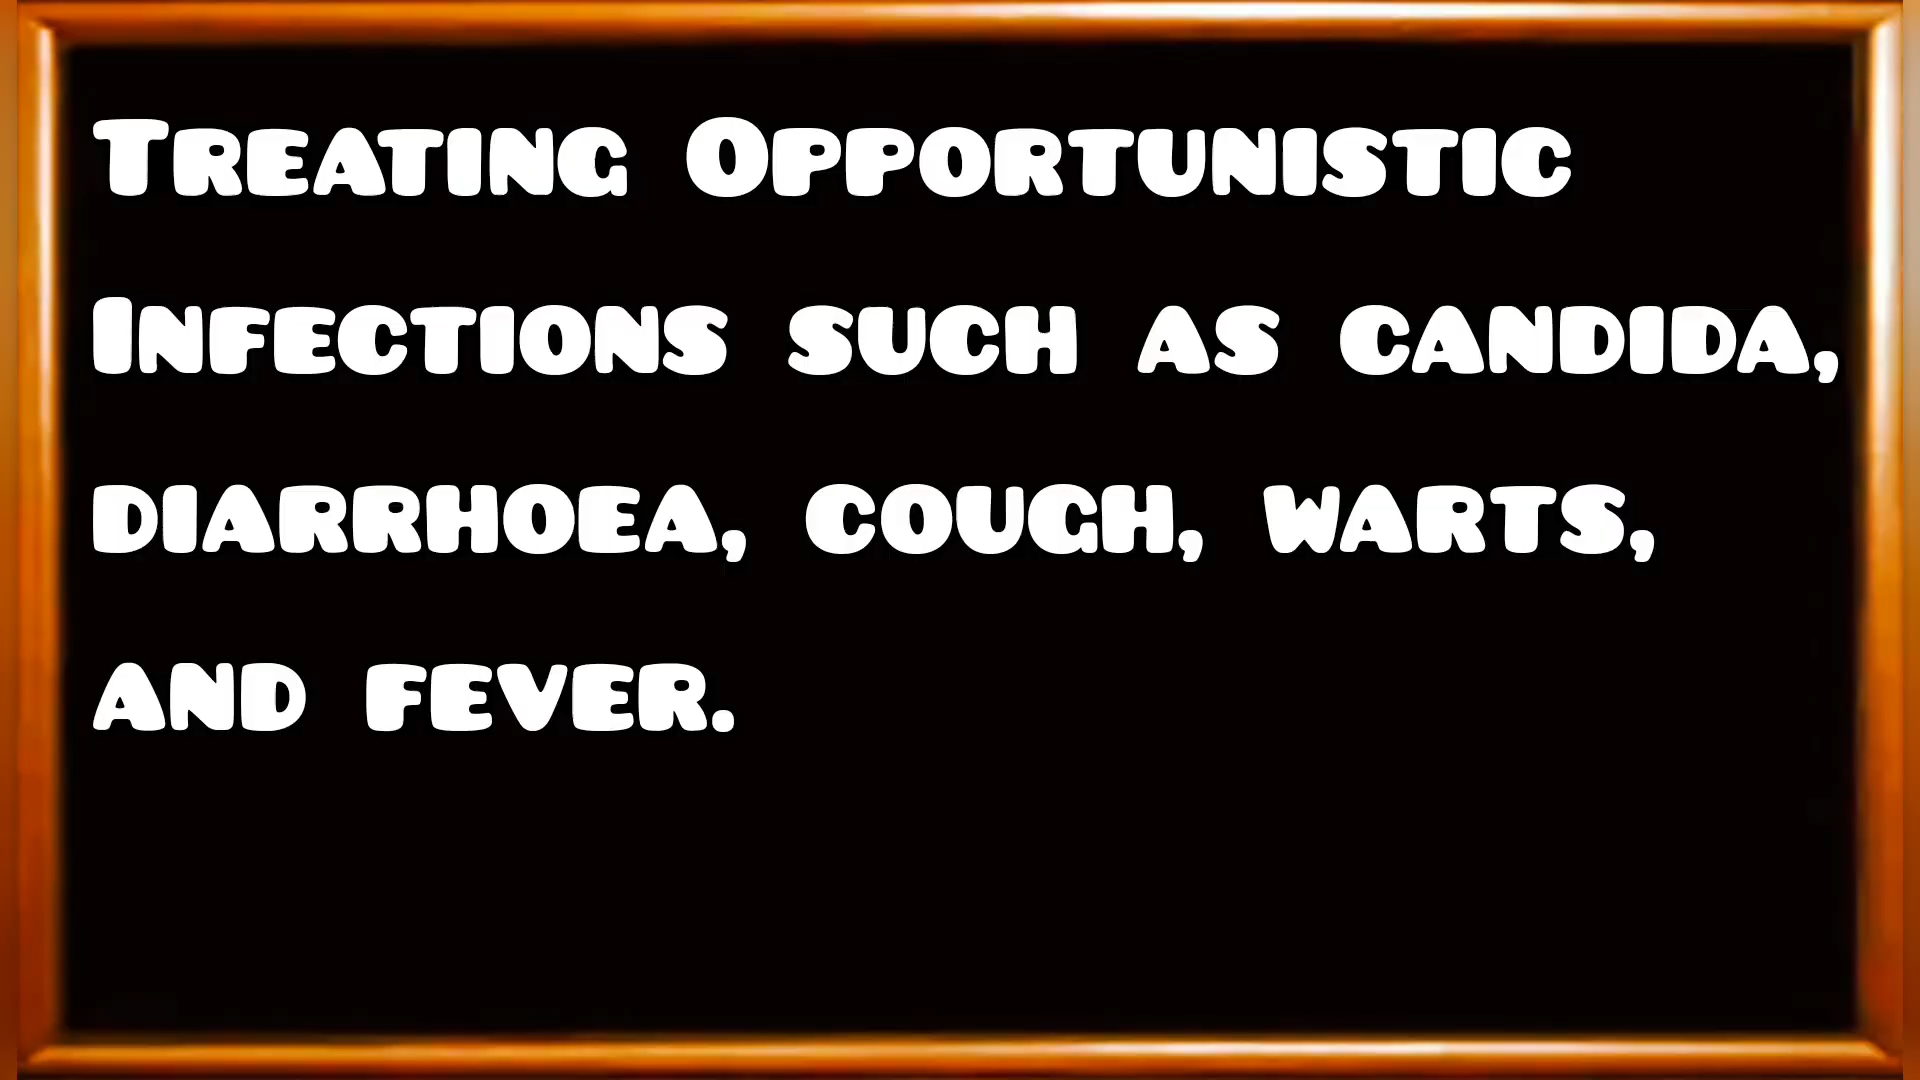 Treating Opportunistic
Infections such as candida,
diarrhoea, cough, warts,
and fever.